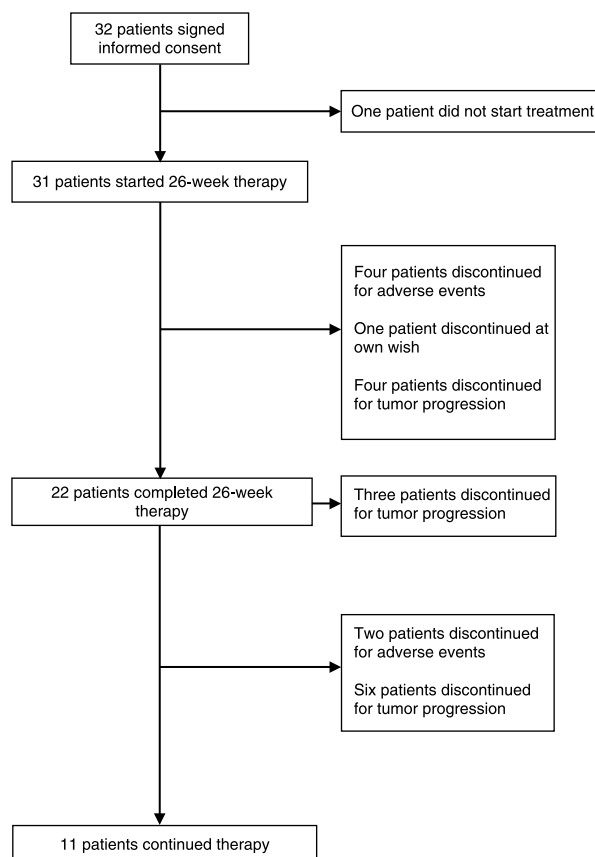 32 patients signed
informed consent
One patient did not start treatment
31 patients started 26-week therapy
Four patients discontinued
for adverse events
One patient discontinued at
own wish
Four patients discontinued
for tumor progression
22 patients completed 26-week
therapy
Three patients discontinued
for tumor progression
Two patients discontinued
for adverse events
Six patients discontinued
for tumor progression
11 patients continued therapy